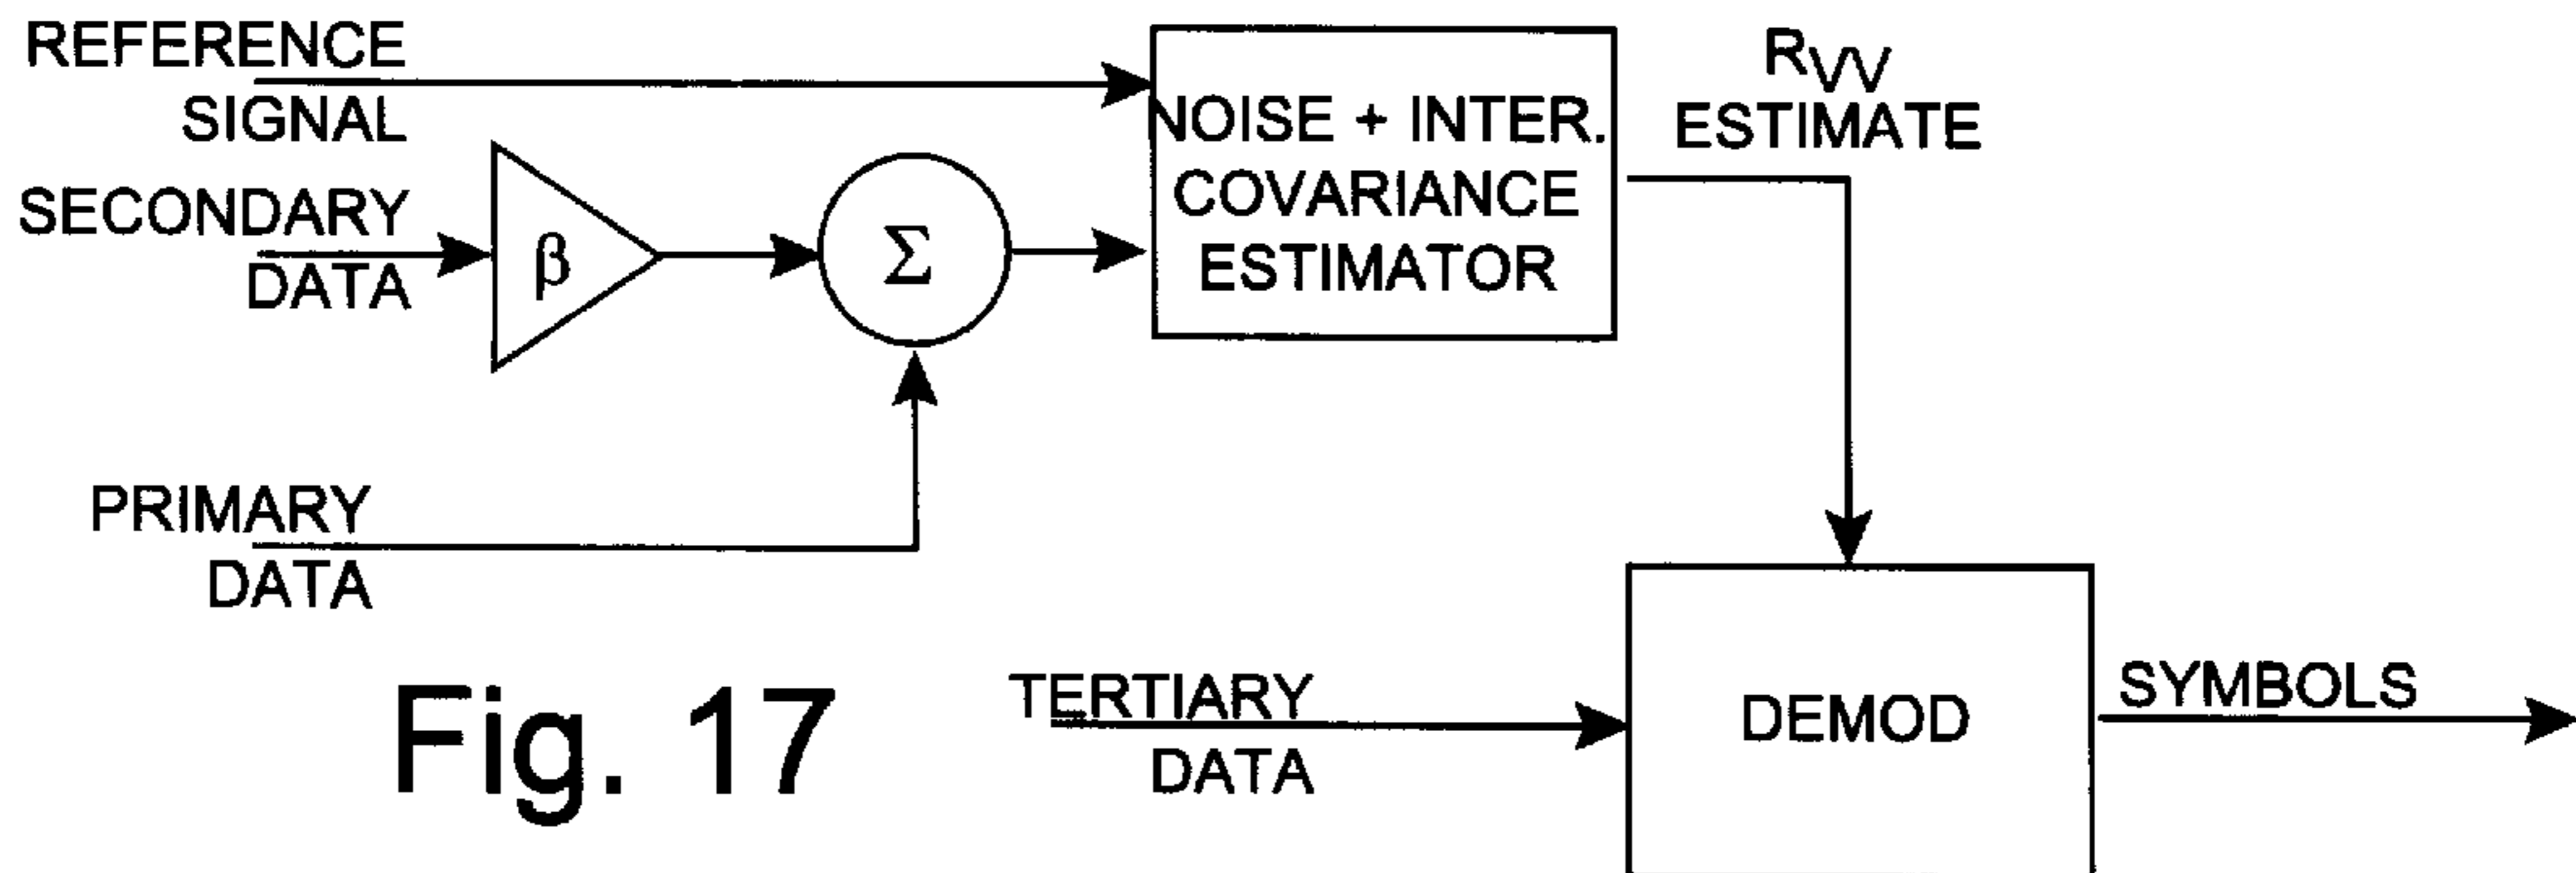 REFERENCE
SIGNAL
SECONDARY
DATA
β
Σ
NOISE + INTER.
COVARIANCE
ESTIMATOR
RVV
ESTIMATE
PRIMARY
DATA
TERTIARY
DATA
DEMOD
SYMBOLS
Fig. 17